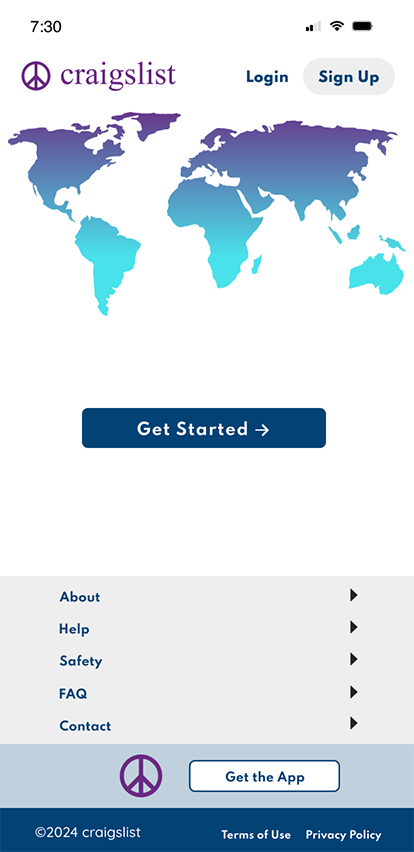 7:30
craigslist
Login
Sign Up
Get Started →
About
Help
Safety
FAQ
Contact
Get the App
©2024 craigslist
Terms of Use
Privacy Policy